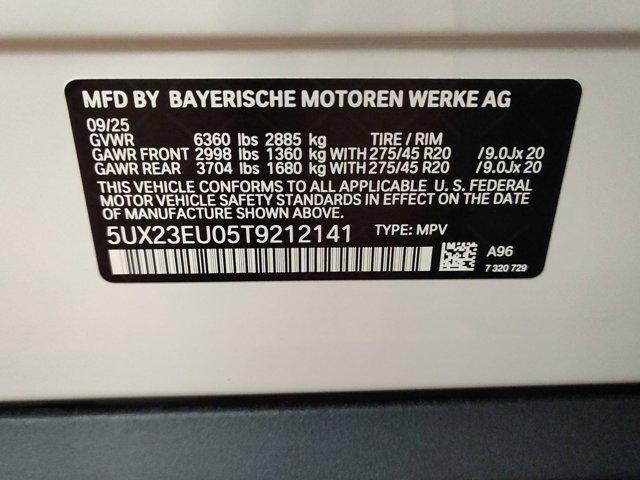 MFD BY BAYERISCHE MOTOREN WERKE AG
09/25
GVWR 6360 lbs 2885 kg TIRE / RIM
GAWR FRONT 2998 lbs 1360 kg WITH 275/45 R20 /9.0Jx 20
GAWR REAR 3704 lbs 1680 kg WITH 275/45 R20 /9.0Jx 20
THIS VEHICLE CONFORMS TO ALL APPLICABLE U. S. FEDERAL
MOTOR VEHICLE SAFETY STANDARDS IN EFFECT ON THE DATE
OF MANUFACTURE SHOWN ABOVE.
5UX23EU05T9212141 TYPE: MPV
A96
7 320 729